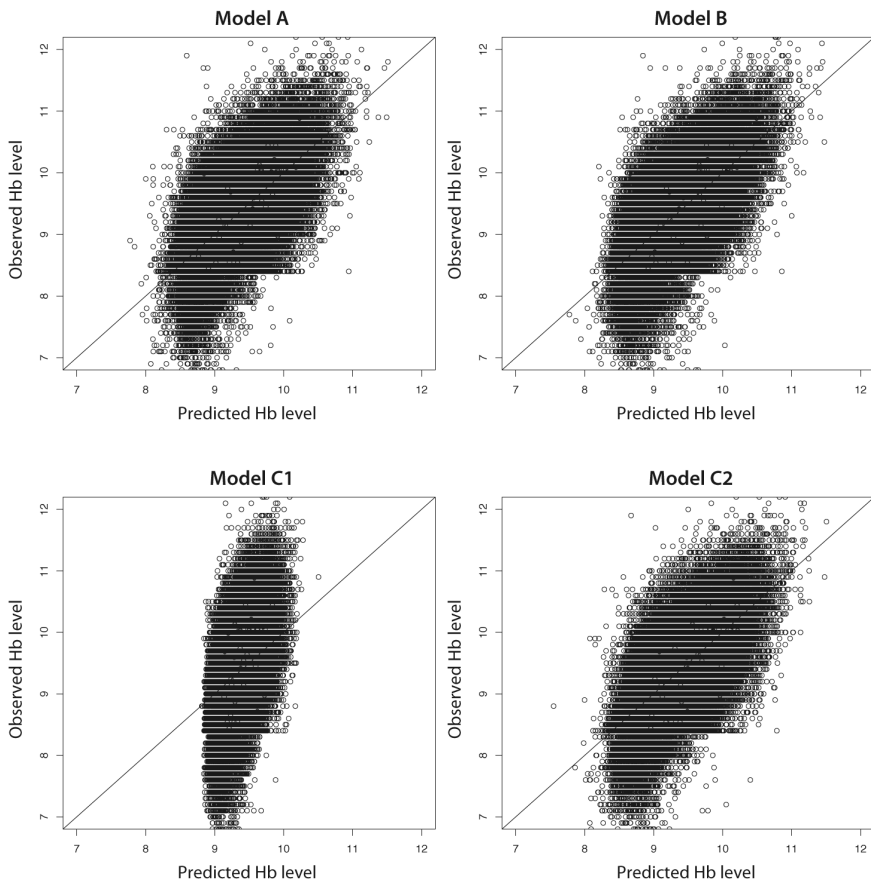 Model A
Observed Hb level
12
11
10
9
8
7
7 8 9 10 11 12
Predicted Hb level
Model B
Observed Hb level
12
11
10
9
8
7
7 8 9 10 11 12
Predicted Hb level
Model C1
Observed Hb level
12
11
10
9
8
7
7 8 9 10 11 12
Predicted Hb level
Model C2
Observed Hb level
12
11
10
9
8
7
7 8 9 10 11 12
Predicted Hb level